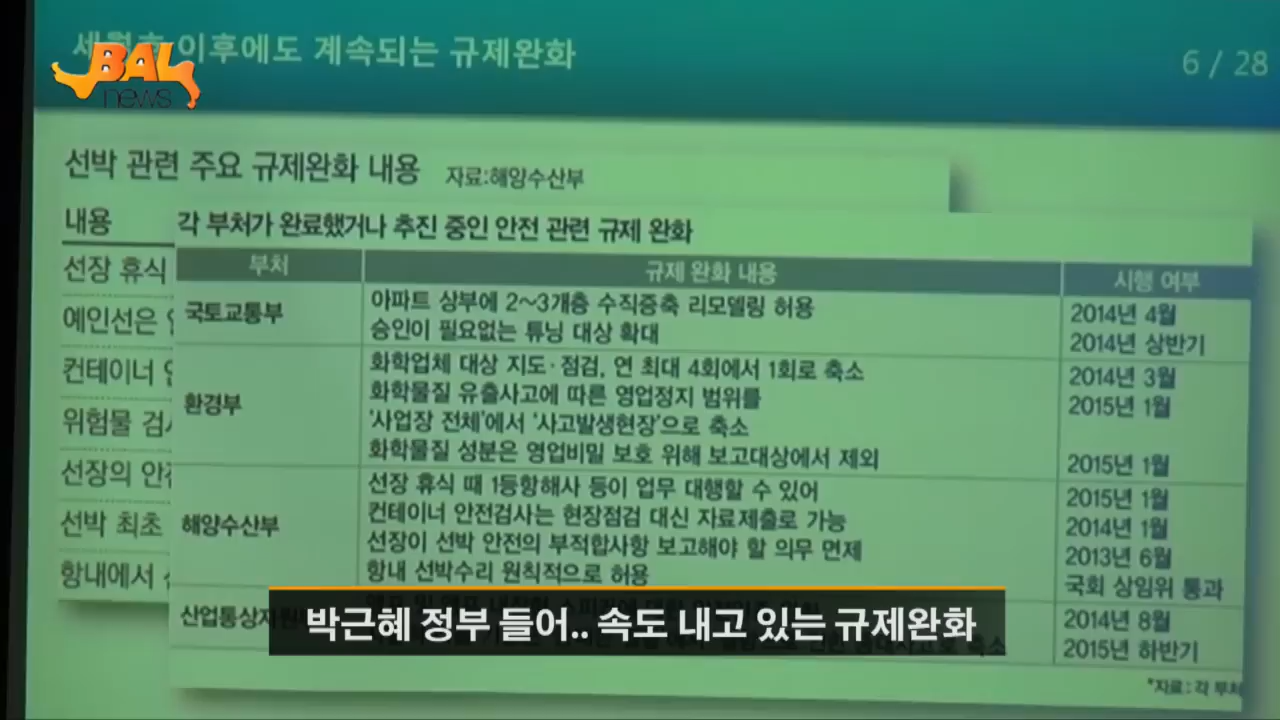 세월호 이후에도 계속되는 규제완화
6 / 28
BAL
news
선박 관련 주요 규제완화 내용 자료:해양수산부
내용
선장 휴식
예인선은
컨테이너
위험물
선장의
선박 최초
항내에서
각 부처가 완료했거나 추진 중인 안전 관련 규제 완화
부처 규제 완화 내용 시행 여부
국토교통부 아파트 상부에 2~3개층 수직증축 리모델링 허용 2014년 4월
승인이 필요없는 튜닝 대상 확대 2014년 상반기
환경부 화학업체 대상 지도·점검, 연 최대 4회에서 1회로 축소 2014년 3월
화학물질 유출사고에 따른 영업정지 범위를 2015년 1월
'사업장 전체'에서 '사고발생현장'으로 축소
화학물질 성분은 영업비밀 보호 위해 보고대상에서 제외 2015년 1월
해양수산부 선장 휴식 때 1등항해사 등이 업무 대행할 수 있어 2015년 1월
컨테이너 안전검사는 현장점검 대신 자료제출로 가능 2014년 1월
선장이 선박 안전의 부적합사항 보고해야 할 의무 면제 2013년 6월
항내 선박수리 원칙적으로 허용 국회 상임위 통과
산업통상자원 2014년 8월
축소 2015년 하반기
*자료 : 각 부처
박근혜 정부 들어.. 속도 내고 있는 규제완화